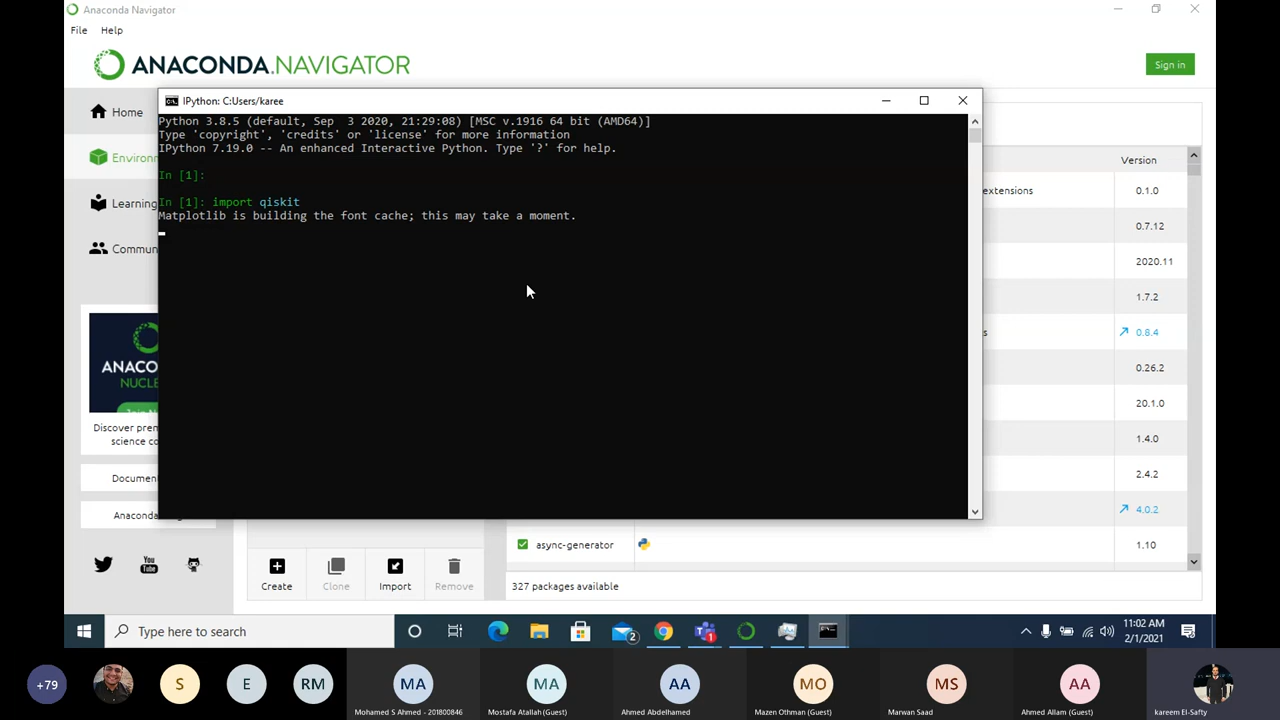 Anaconda Navigator
File Help
ANACONDA.NAVIGATOR
Sign in
Home
Learning
Discover
science
IPython: C:Users/karee
Python 3.8.5 (default, Sep 3 2020, 21:29:08) [MSC v.1916 64 bit (AMD64)]
Type 'copyright', 'credits' or 'license' for more information
IPython 7.19.0 -- An enhanced Interactive Python. Type '?' for help.
In [1]:
In [1]: import qiskit
Matplotlib is building the font cache; this may take a moment.
Version
extensions 0.1.0
0.7.12
2020.11
1.7.2
s 0.8.4
0.26.2
20.1.0
1.4.0
2.4.2
4.0.2
async-generator 1.10
Create Clone Import Remove
327 packages available
You Tube
Type here to search
2
1
11:02 AM
2/1/2021
+79 S E RM MA MA AA MO MS AA
Mohamed S Ahmed - 201800846
Mostafa Atallah (Guest)
Ahmed Abdelhamed
Mazen Othman (Guest)
Marwan Saad
Ahmed Allam (Guest)
kareem El-Safty